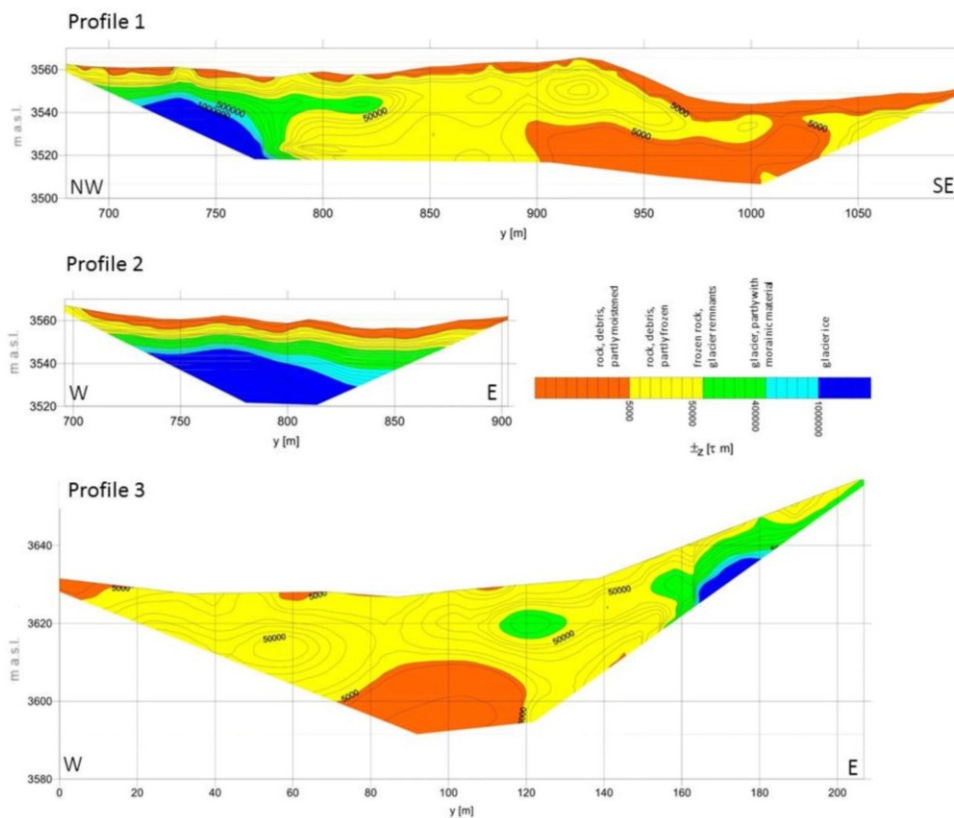 Profile 1
3560
3540
3520
3500
m a.s.l.
5000
500000
50000
5000
5000
NW
SE
700
750
800
850
900
950
1000
1050
y [m]
Profile 2
3560
3540
3520
m a.s.l.
W
E
700
750
800
850
900
y [m]
rock, debris,
partly moistened
rock, debris,
partly frozen
frozen rock,
glacier remnants
glacier, partly with
morainic material
glacier ice
5000
50000
400000
1000000
±z [τ m]
Profile 3
3640
3620
3600
3580
m a.s.l.
5000
5000
50000
50000
50000
5000
W
E
0
20
40
60
80
100
120
140
160
180
200
y [m]